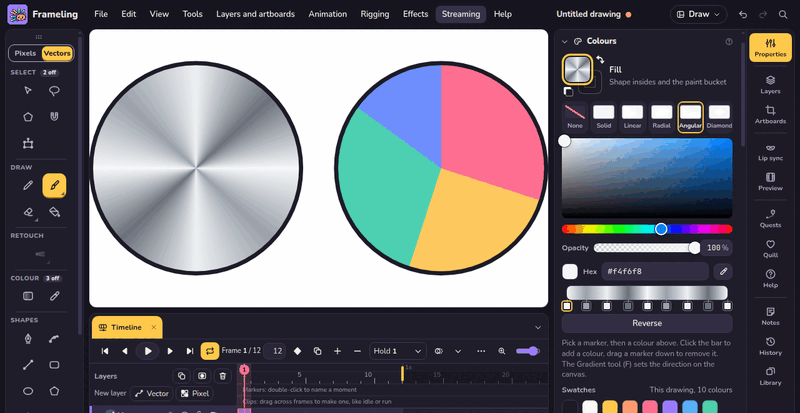 Frameling File Edit View Tools Layers and artboards Animation Rigging Effects Streaming Help Untitled drawing Draw
Pixels Vectors
SELECT 2 off
DRAW
RETOUCH
COLOUR 3 off
SHAPES
Timeline
Frame 1 / 12 12 Hold 1
Layers
New layer Vector Pixel
1 5 10 15 20
1s
Markers: double-click to name a moment
Clips: drag across frames to make one, like idle or run
Colours
Fill
Shape insides and the paint bucket
None Solid Linear Radial Angular Diamond
Opacity 100 %
Hex #f4f6f8
Reverse
Pick a marker, then a colour above. Click the bar
to add a colour, drag a marker down to remove it.
The Gradient tool (F) sets the direction on the
canvas.
Swatches This drawing, 10 colours
Properties
Layers
Artboards
Lip sync
Preview
Quests
Quill
Help
Notes
History
Library